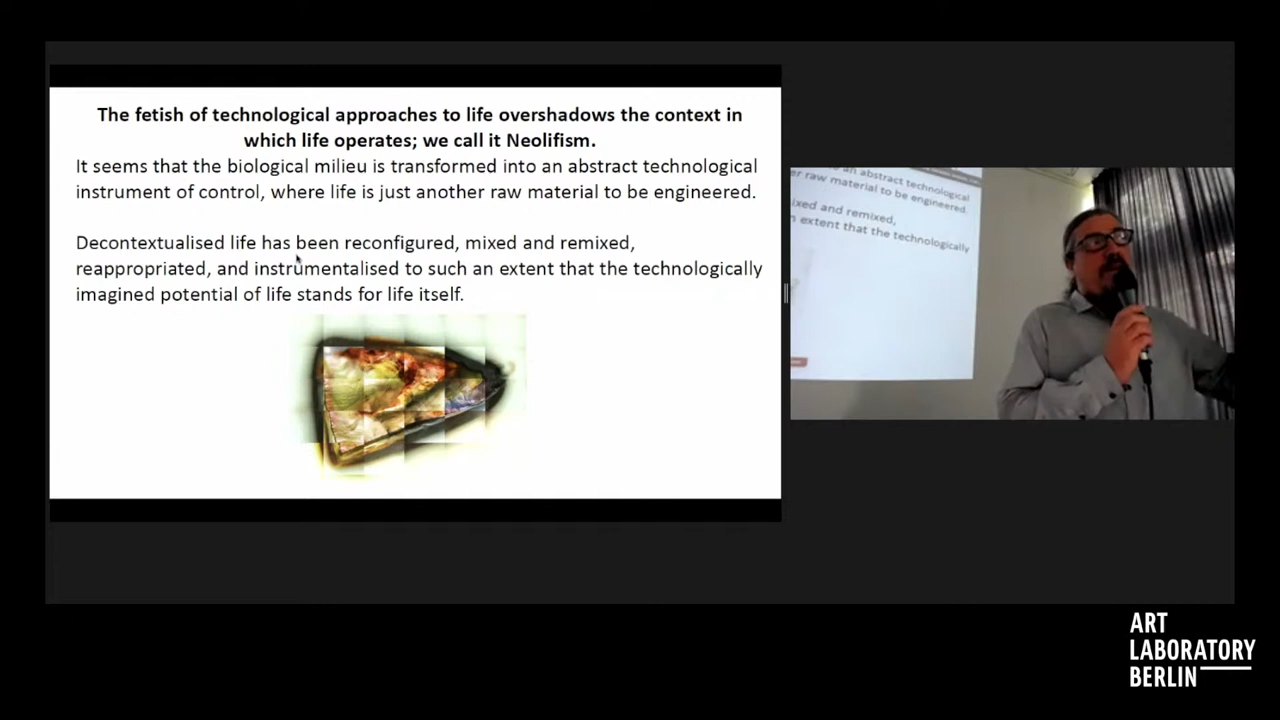 The fetish of technological approaches to life overshadows the context in
which life operates; we call it Neolifism.
It seems that the biological milieu is transformed into an abstract technological
instrument of control, where life is just another raw material to be engineered.
Decontextualised life has been reconfigured, mixed and remixed,
reappropriated, and instrumentalised to such an extent that the technologically
imagined potential of life stands for life itself.
an abstract technological
er raw material to be engineered.
ixed and remixed,
n extent that the technologically
ART
LABORATORY
BERLIN